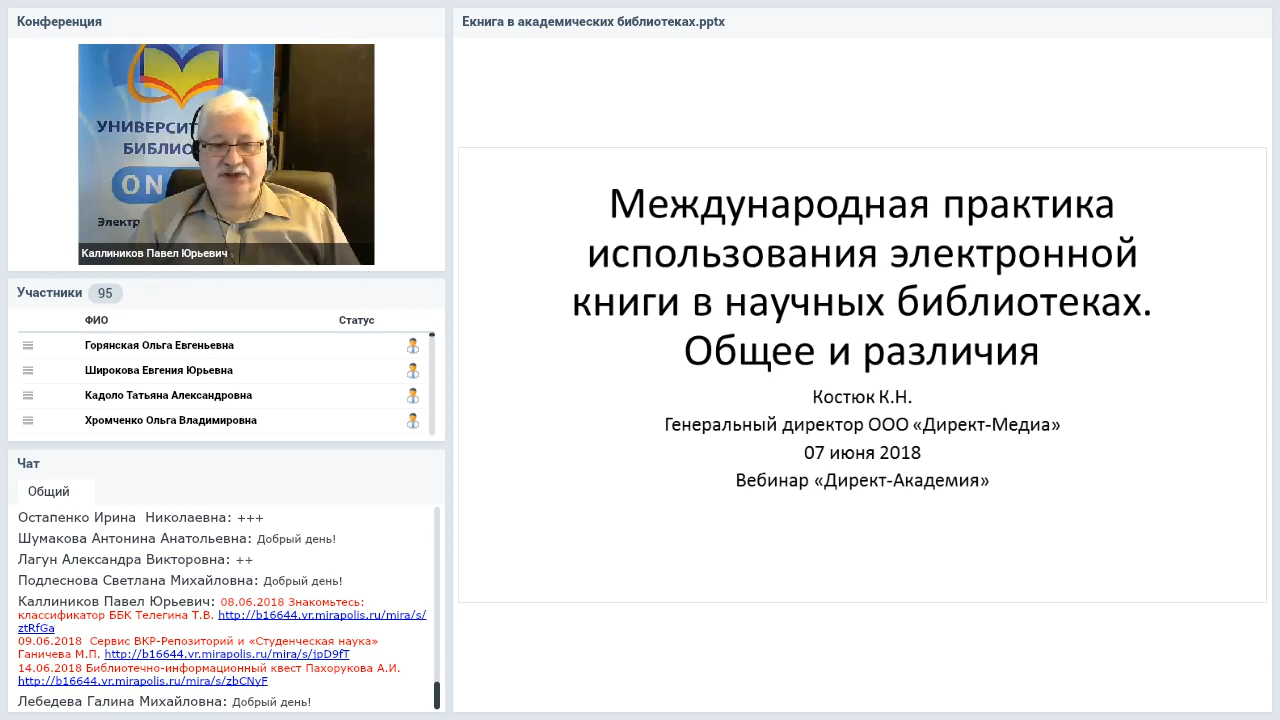 Конференция
УНИВЕРСИТ
БИБЛИО
ON
Электр
Каллиников Павел Юрьевич
Участники 95
ФИО Статус
Горянская Ольга Евгеньевна
Широкова Евгения Юрьевна
Кадоло Татьяна Александровна
Хромченко Ольга Владимировна
Чат
Общий
Остапенко Ирина  Николаевна: +++
Шумакова Антонина Анатольевна: Добрый день!
Лагун Александра Викторовна: ++
Подлеснова Светлана Михайловна: Добрый день!
Каллиников Павел Юрьевич: 08.06.2018 Знакомьтесь:
классификатор ББК Телегина Т.В. http://b16644.vr.mirapolis.ru/mira/s/
ztRfGa
09.06.2018  Сервис ВКР-Репозиторий и «Студенческая наука»
Ганичева М.П. http://b16644.vr.mirapolis.ru/mira/s/jpD9fT
14.06.2018 Библиотечно-информационный квест Пахорукова А.И.
http://b16644.vr.mirapolis.ru/mira/s/zbCNyF
Лебедева Галина Михайловна: Добрый день!
Екнига в академических библиотеках.pptx
Международная практика
использования электронной
книги в научных библиотеках.
Общее и различия
Костюк К.Н.
Генеральный директор ООО «Директ-Медиа»
07 июня 2018
Вебинар «Директ-Академия»